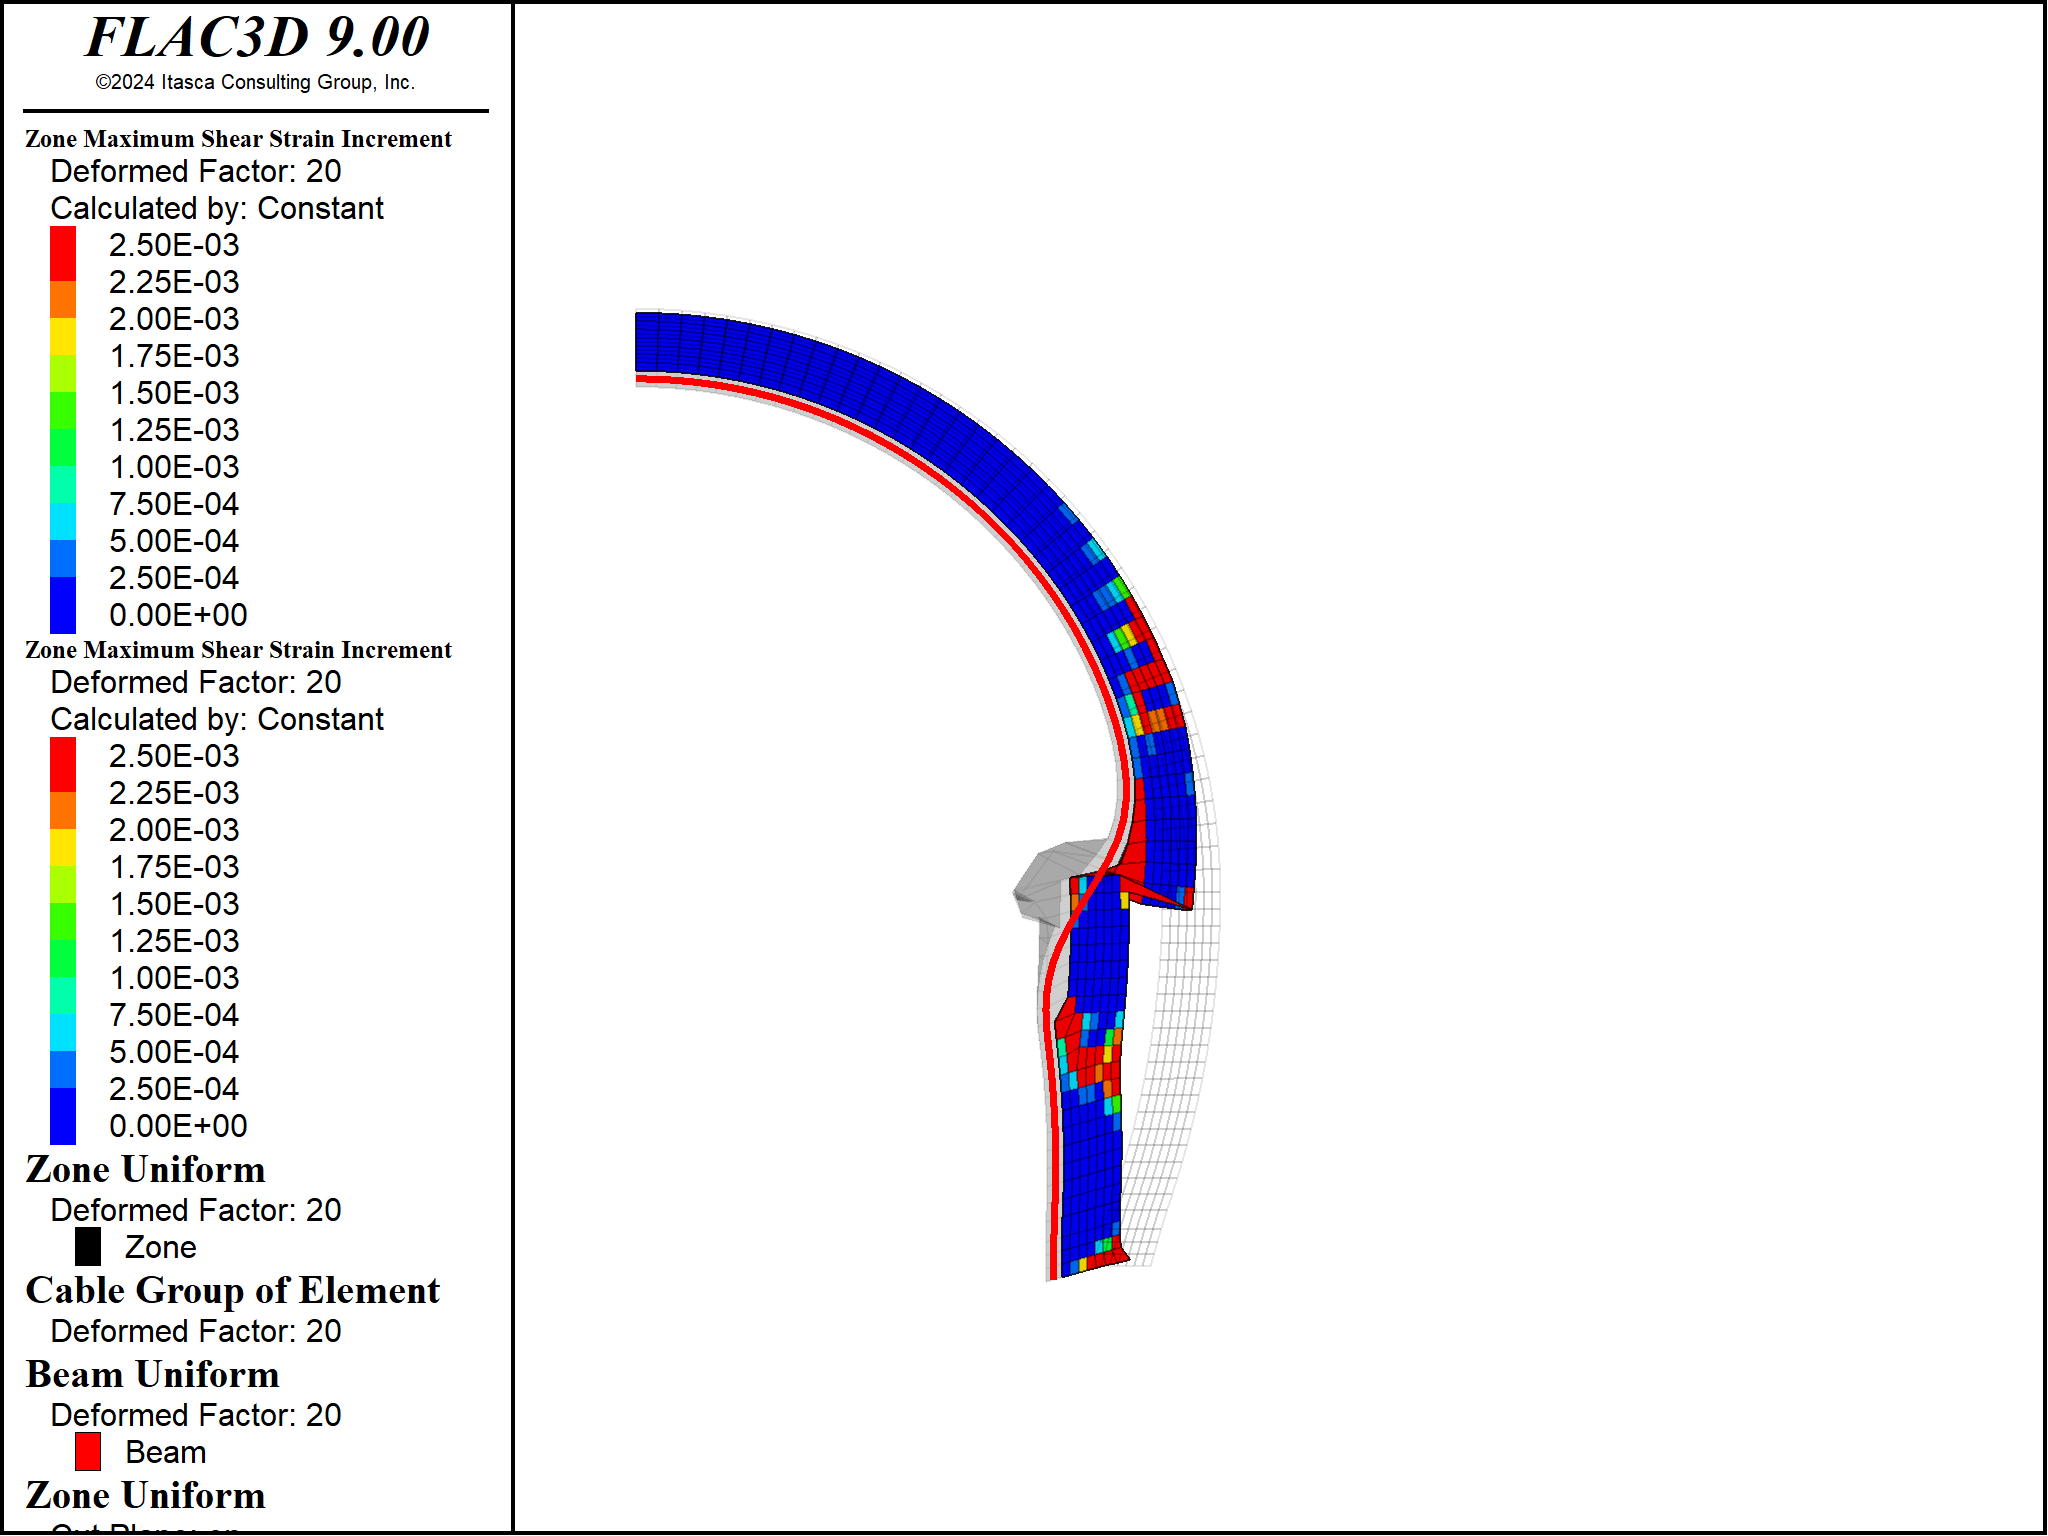 FLAC3D 9.00
©2024 Itasca Consulting Group, Inc.
Zone Maximum Shear Strain Increment
Deformed Factor: 20
Calculated by: Constant
2.50E-03
2.25E-03
2.00E-03
1.75E-03
1.50E-03
1.25E-03
1.00E-03
7.50E-04
5.00E-04
2.50E-04
0.00E+00
Zone Maximum Shear Strain Increment
Deformed Factor: 20
Calculated by: Constant
2.50E-03
2.25E-03
2.00E-03
1.75E-03
1.50E-03
1.25E-03
1.00E-03
7.50E-04
5.00E-04
2.50E-04
0.00E+00
Zone Uniform
Deformed Factor: 20
Zone
Cable Group of Element
Deformed Factor: 20
Beam Uniform
Deformed Factor: 20
Beam
Zone Uniform